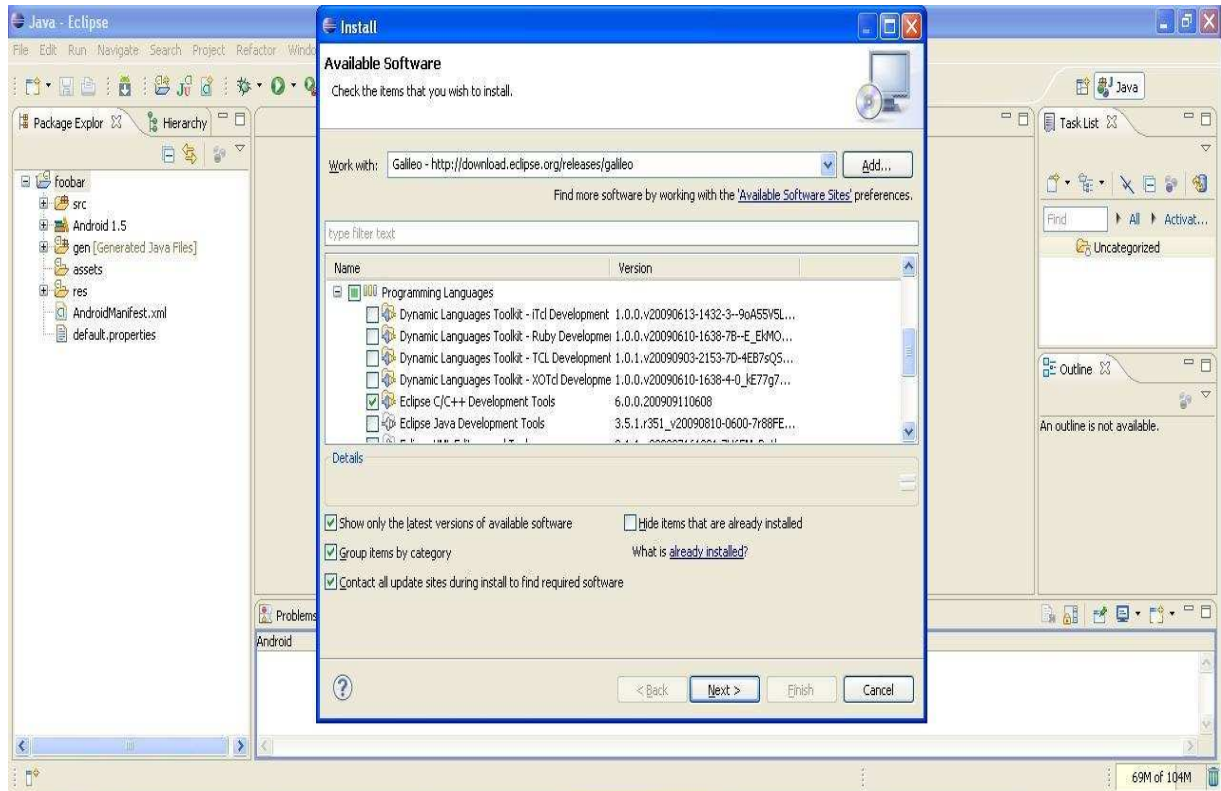 Java - Eclipse
File Edit Run Navigate Search Project Refactor Windo
Java
Package Explor
Hierarchy
foobar
src
Android 1.5
gen [Generated Java Files]
assets
res
AndroidManifest.xml
default.properties
Install
Available Software
Check the items that you wish to install.
Work with: Galileo - http://download.eclipse.org/releases/galileo Add...
Find more software by working with the 'Available Software Sites' preferences.
type filter text
Name Version
Programming Languages
Dynamic Languages Toolkit - iTcl Development 1.0.0.v20090613-1432-3--9oA55V5L...
Dynamic Languages Toolkit - Ruby Developmer 1.0.0.v20090610-1638-7B--E_EkMO...
Dynamic Languages Toolkit - TCL Development 1.0.1.v20090903-2153-7D-4EB7sQS...
Dynamic Languages Toolkit - XOTcl Developme 1.0.0.v20090610-1638-4-0_kE77g7...
Eclipse C/C++ Development Tools 6.0.0.200909110608
Eclipse Java Development Tools 3.5.1.r351_v20090810-0600-7r88FE...
Details
Show only the latest versions of available software
Hide items that are already installed
Group items by category
What is already installed?
Contact all update sites during install to find required software
< Back Next > Finish Cancel
Task List
Find All Activat...
Uncategorized
Outline
An outline is not available.
Problems
Android
69M of 104M